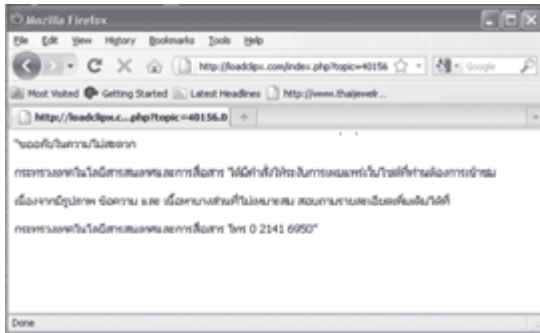 Mozilla Firefox
File Edit View History Bookmarks Tools Help
http://loadclipx.com/index.php?topic=40156 Google
Most Visited Getting Started Latest Headlines http://www.thaijewelr...
http://loadclipx.c...php?topic=40156.0
"ขออภัยในความไม่สะดวก
กระทรวงเทคโนโลยีสารสนเทศและการสื่อสาร ได้มีคำสั่งให้ระงับการเผยแพร่เว็บไซต์ที่ท่านต้องการเข้าชม
เนื่องจากมีรูปภาพ ข้อความ และ เนื้อหาบางส่วนที่ไม่เหมาะสม สอบถามรายละเอียดเพิ่มเติมได้ที่
กระทรวงเทคโนโลยีสารสนเทศและการสื่อสาร โทร 0 2141 6950"
Done